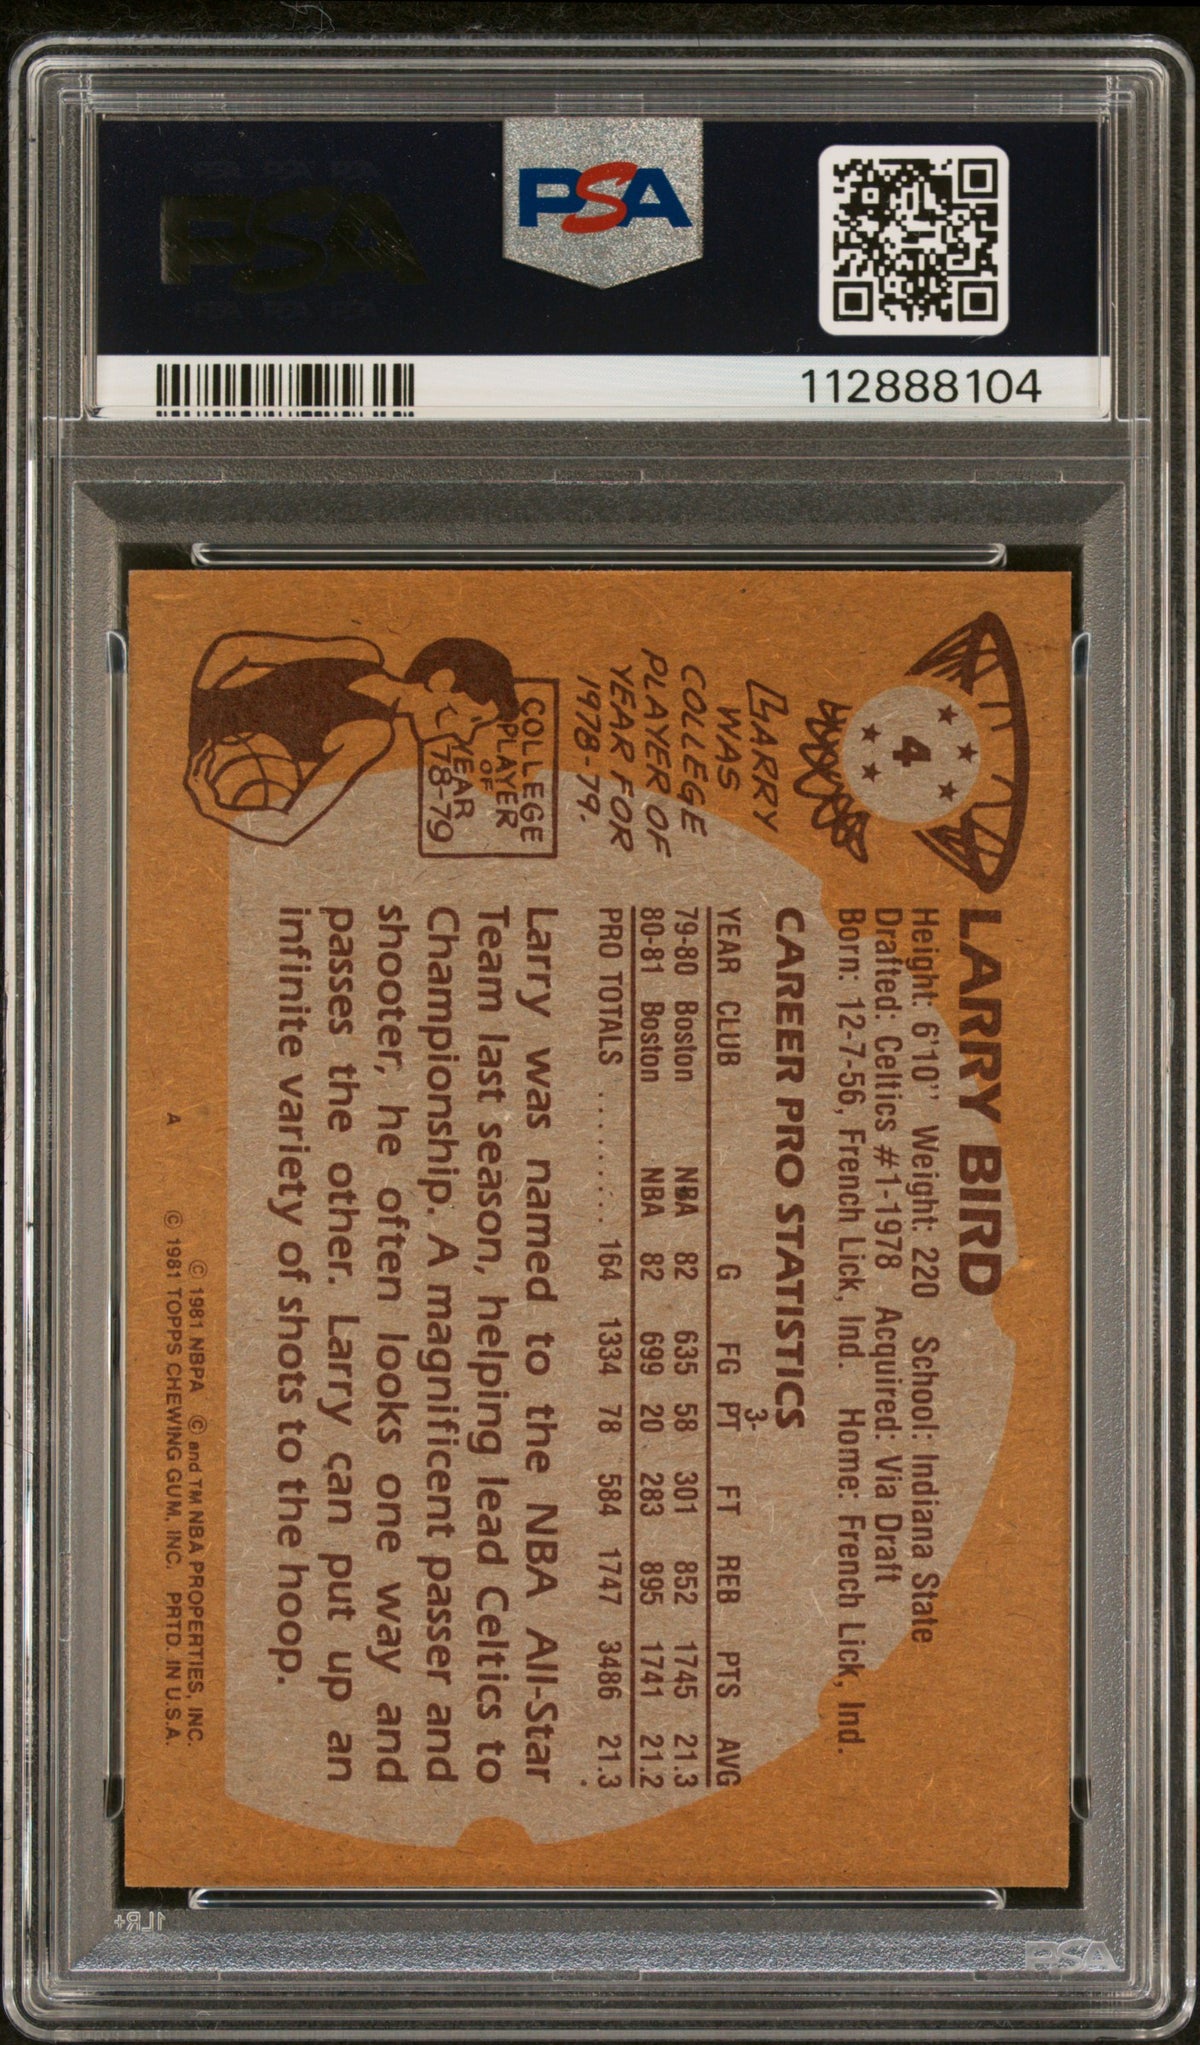 PSA
PSA
112888104
4
LARRY BIRD
Height: 6'10" Weight: 220 School: Indiana State
Drafted: Celtics #1-1978 Acquired: Via Draft
Born: 12-7-56, French Lick, Ind. Home: French Lick, Ind.
CAREER PRO STATISTICS
YEAR CLUB G FG 3-PT FT REB PTS AVG
79-80 Boston NBA 82 635 58 301 852 1745 21.3
80-81 Boston NBA 82 699 20 283 895 1741 21.2
PRO TOTALS ........ 164 1334 78 584 1747 3486 21.3
LARRY
WAS
COLLEGE
PLAYER OF
YEAR FOR
1978-79.
COLLEGE
PLAYER
OF
YEAR
78-79
Larry was named to the NBA All-Star
Team last season, helping lead Celtics to
Championship. A magnificent passer and
shooter, he often looks one way and
passes the other. Larry can put up an
infinite variety of shots to the hoop.
© 1981 NBPA © and TM NBA PROPERTIES, INC.
A © 1981 TOPPS CHEWING GUM, INC. PRTD. IN U.S.A.
1LR+
PSA